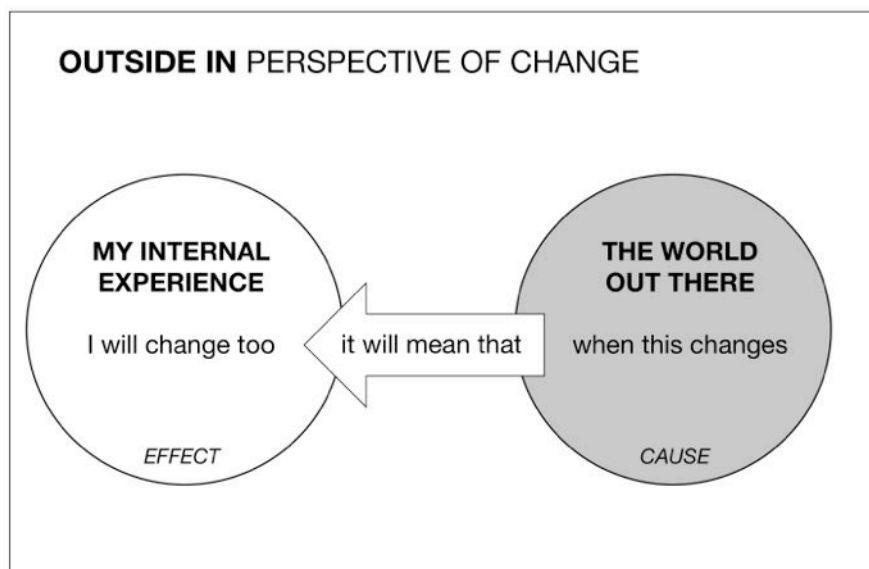 OUTSIDE IN PERSPECTIVE OF CHANGE
MY INTERNAL
EXPERIENCE
I will change too
EFFECT
it will mean that
THE WORLD
OUT THERE
when this changes
CAUSE